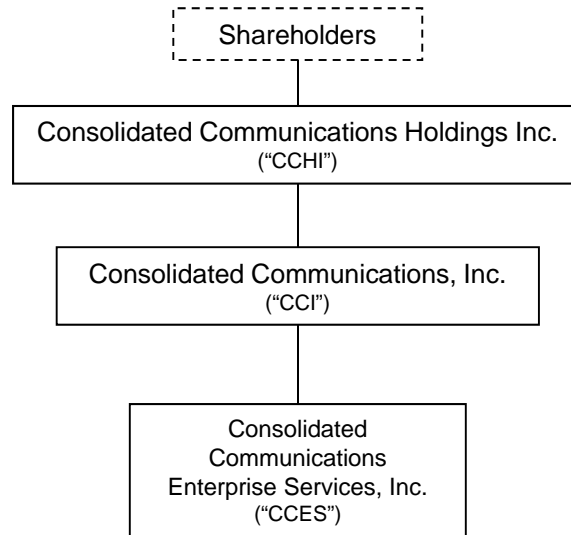 Shareholders
Consolidated Communications Holdings Inc.
(“CCHI”)
Consolidated Communications, Inc.
(“CCI”)
Consolidated
Communications
Enterprise Services, Inc.
(“CCES”)